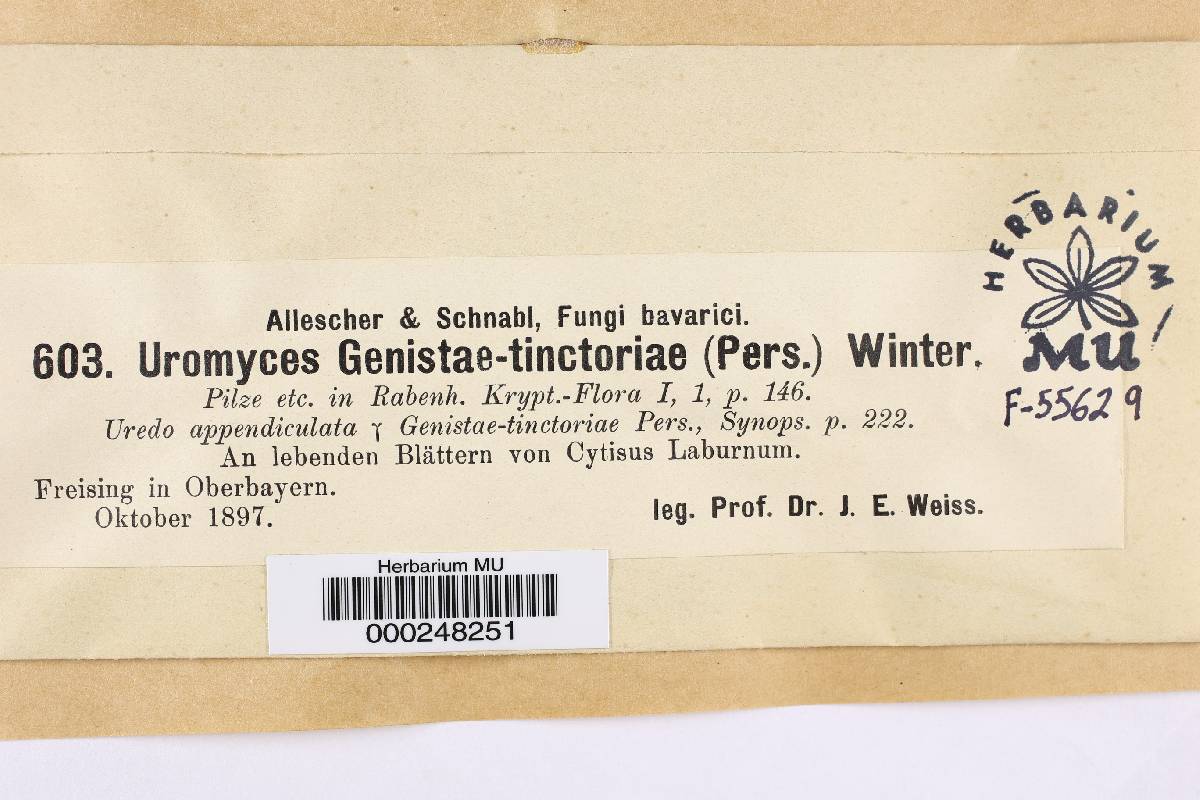 HERBARIUM
MU
F-55629
Allescher & Schnabl, Fungi bavarici.
603. Uromyces Genistae-tinctoriae (Pers.) Winter.
Pilze etc. in Rabenh. Krypt.-Flora I, 1, p. 146.
Uredo appendiculata γ Genistae-tinctoriae Pers., Synops. p. 222.
An lebenden Blättern von Cytisus Laburnum.
Freising in Oberbayern.
Oktober 1897.
leg. Prof. Dr. J. E. Weiss.
Herbarium MU
000248251